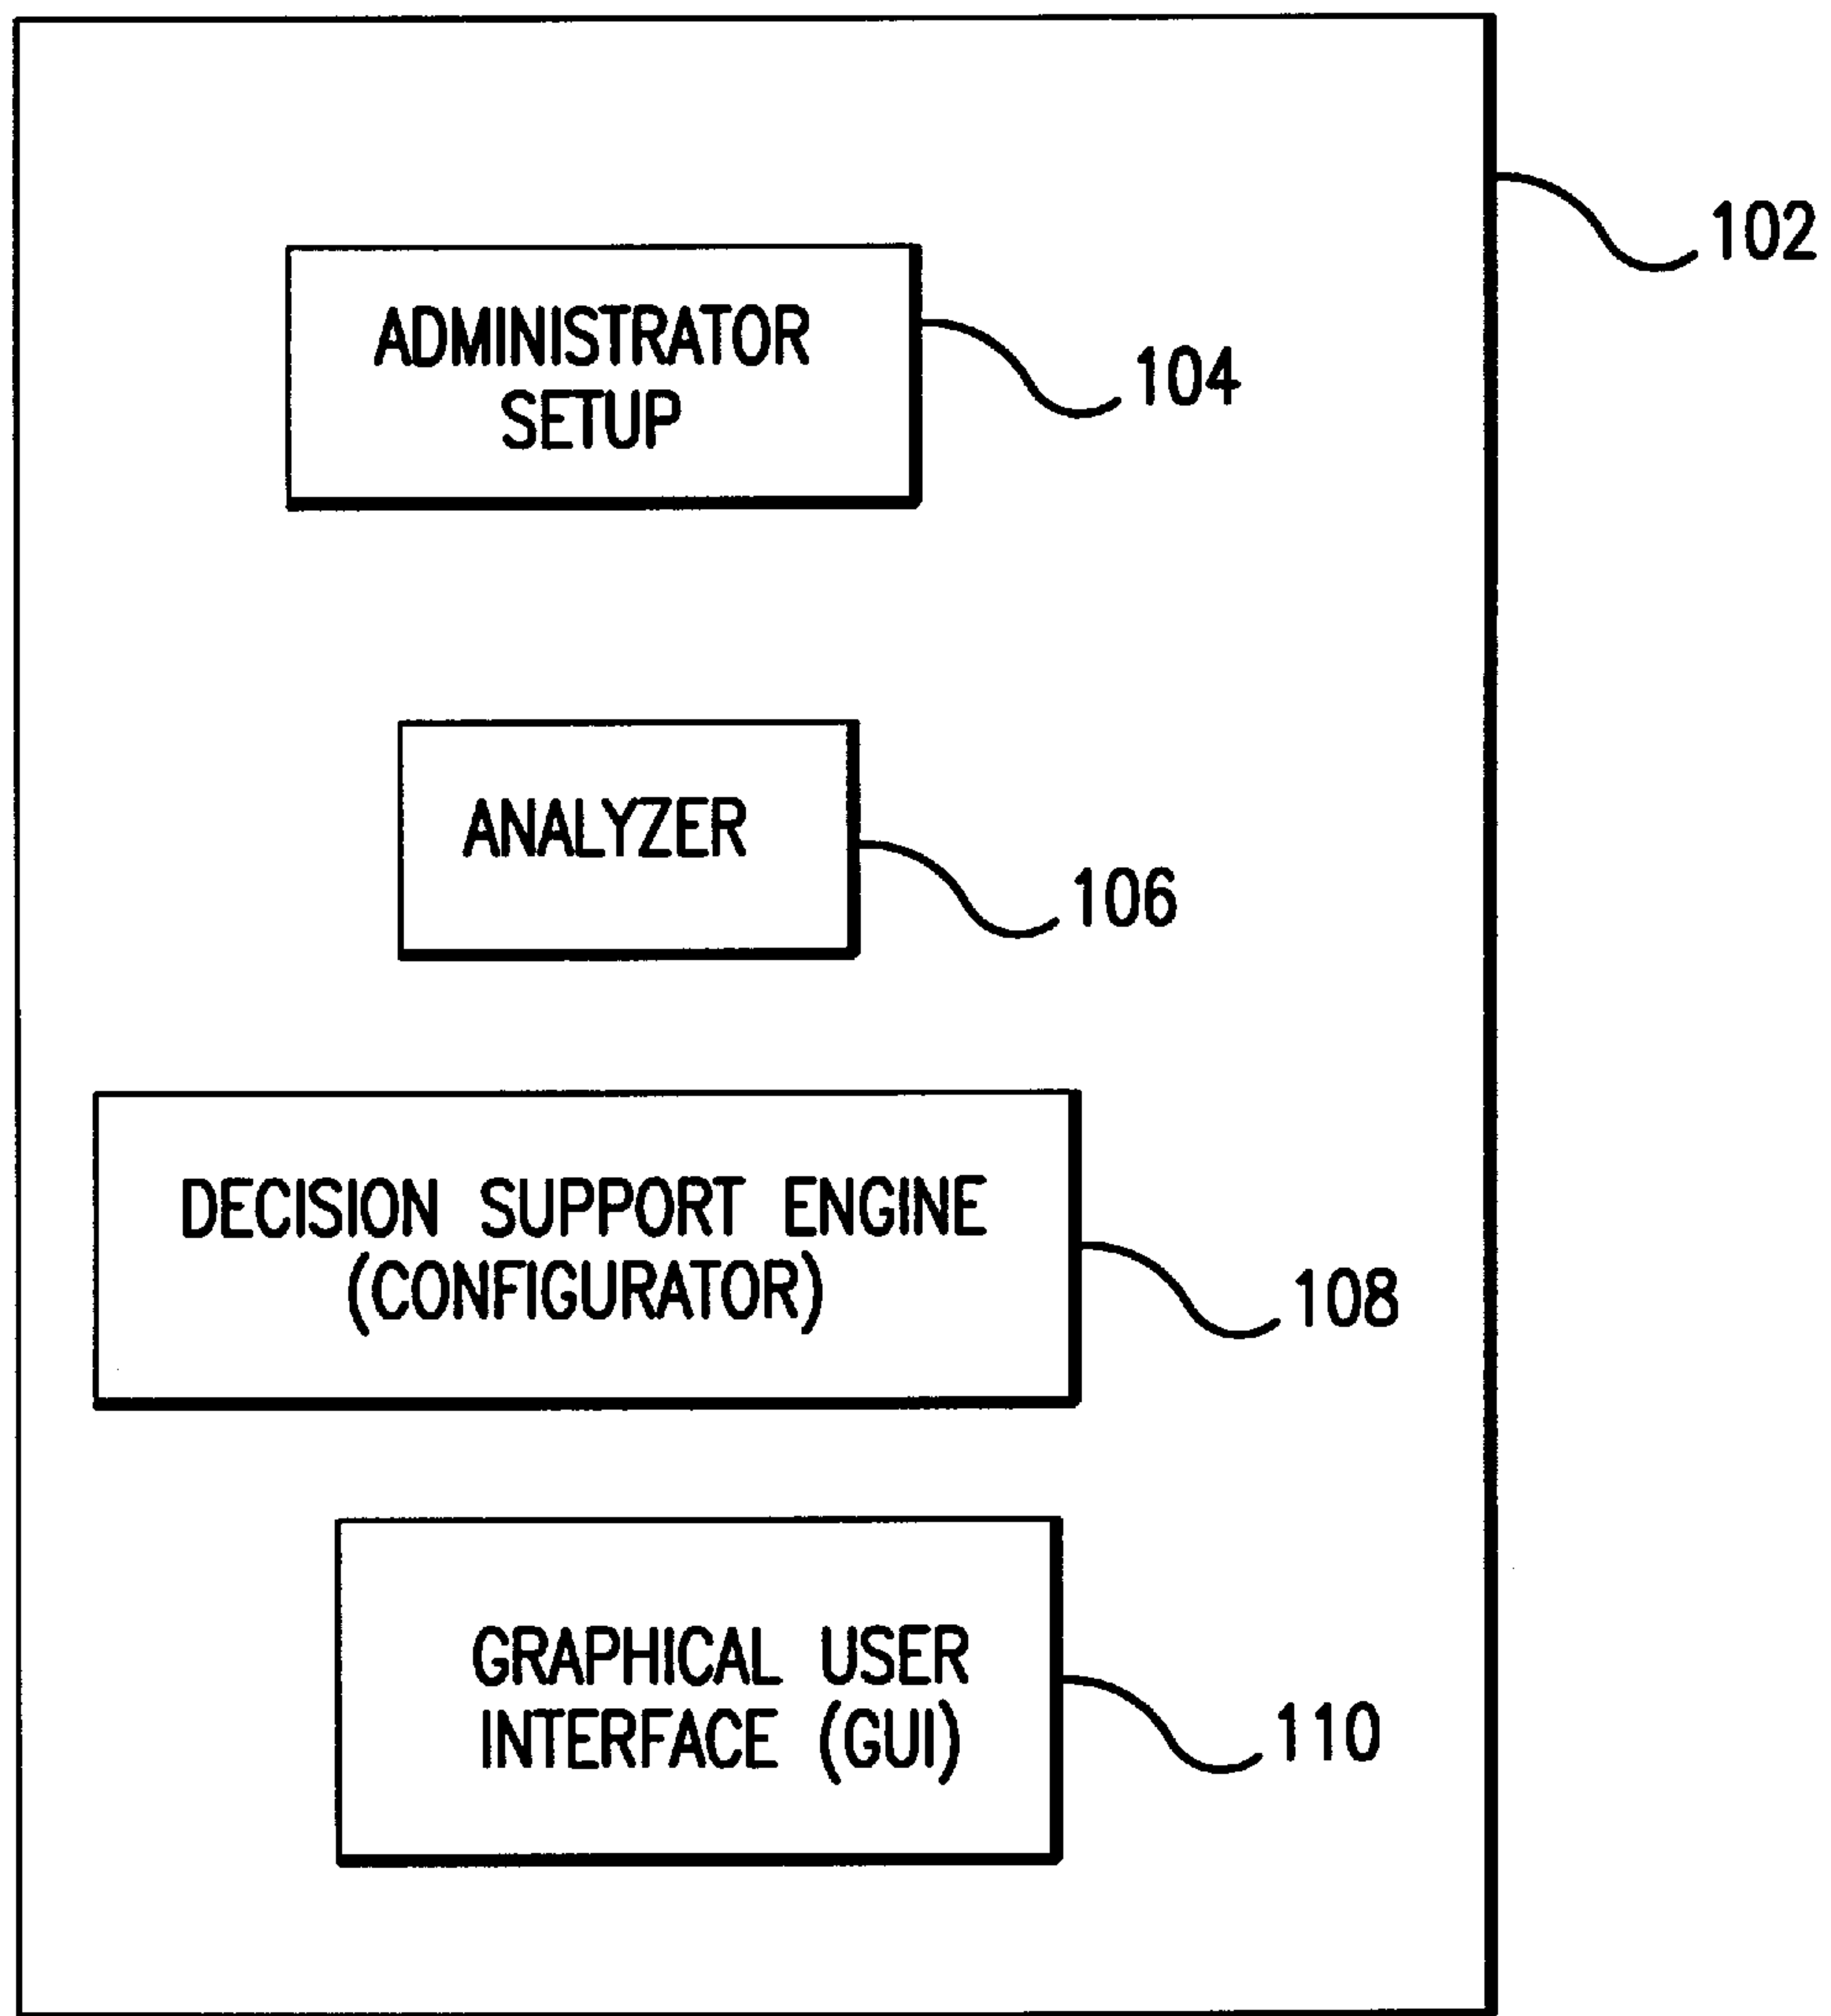 102
ADMINISTRATOR
SETUP
104
ANALYZER
106
DECISION SUPPORT ENGINE
(CONFIGURATOR)
108
GRAPHICAL USER
INTERFACE (GUI)
110